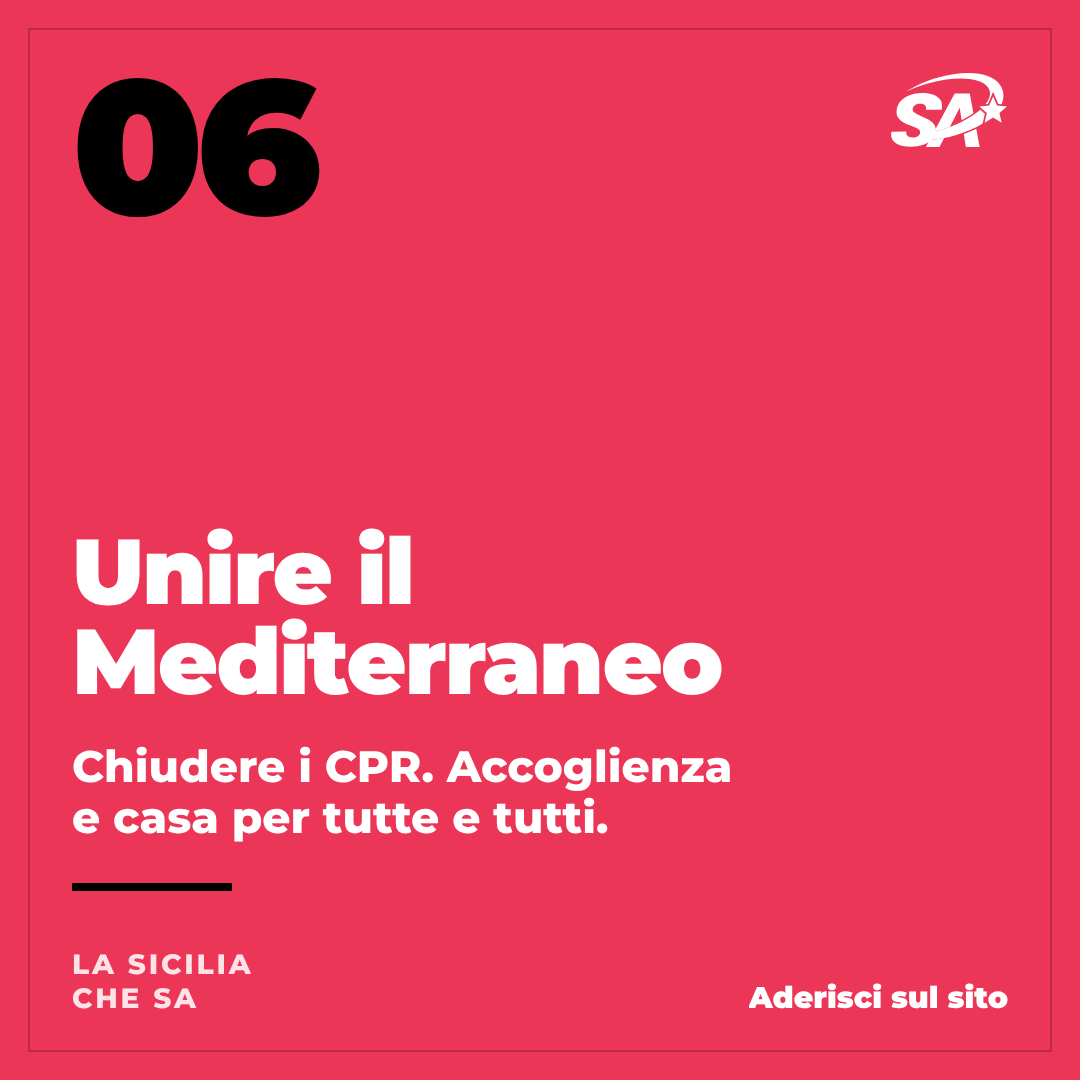 06
SA
Unire il
Mediterraneo
Chiudere i CPR. Accoglienza
e casa per tutte e tutti.
LA SICILIA
CHE SA
Aderisci sul sito